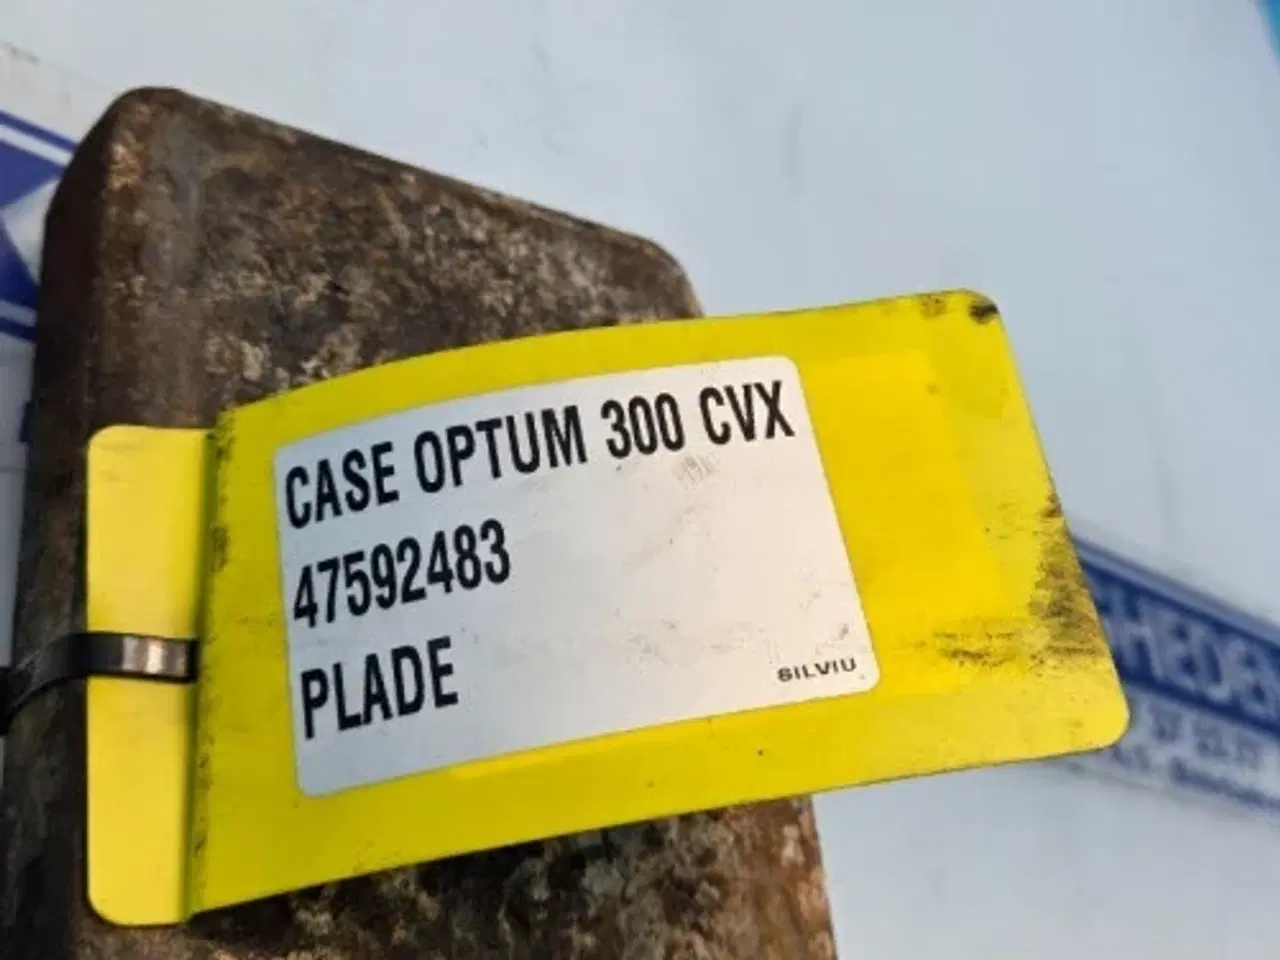 CASE OPTUM 300 CVX
47592483
PLADE
SILVIU